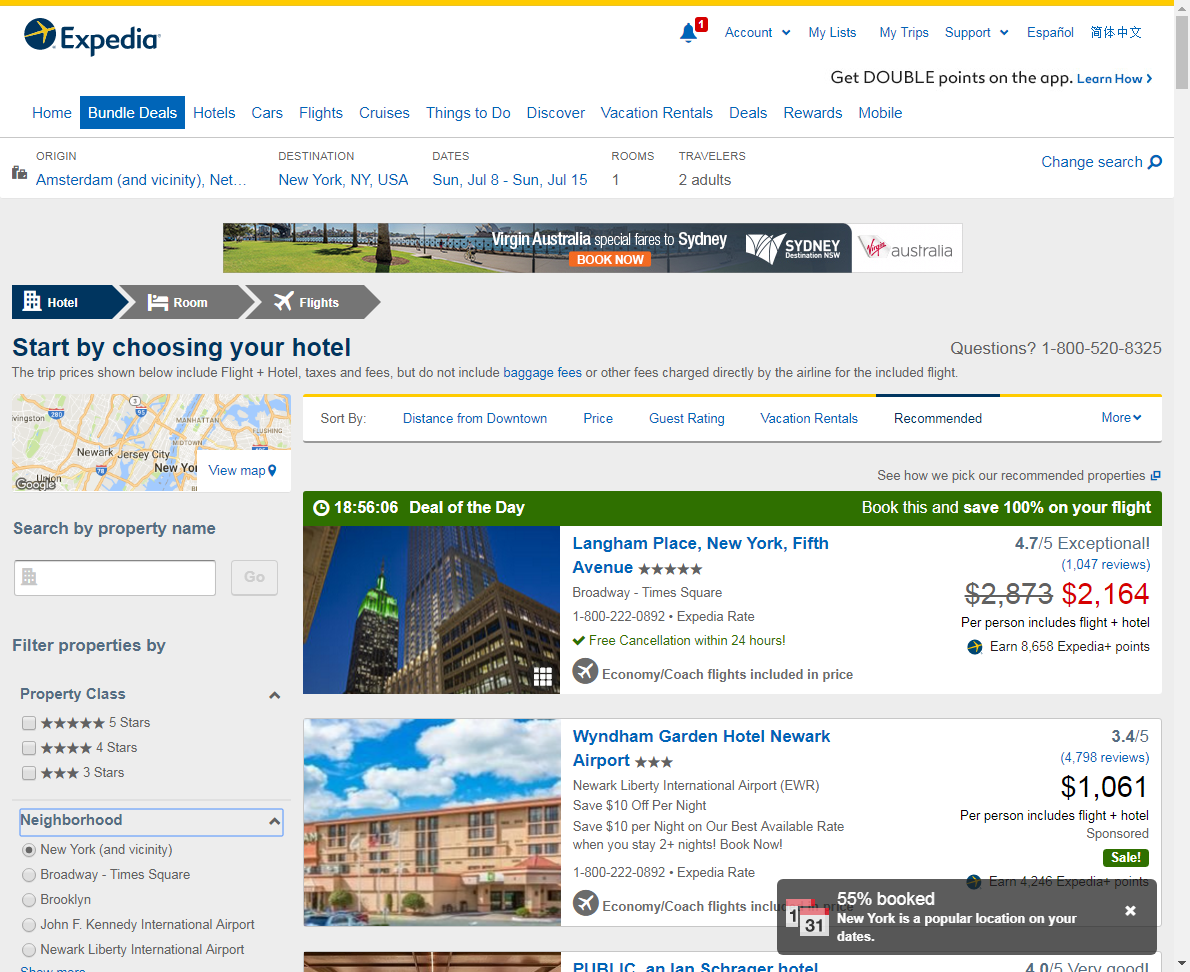 Expedia
1
Account
My Lists
My Trips
Support
Español
简体中文
Get DOUBLE points on the app. Learn How
Home
Bundle Deals
Hotels
Cars
Flights
Cruises
Things to Do
Discover
Vacation Rentals
Deals
Rewards
Mobile
ORIGIN
Amsterdam (and vicinity), Net...
DESTINATION
New York, NY, USA
DATES
Sun, Jul 8 - Sun, Jul 15
ROOMS
1
TRAVELERS
2 adults
Change search
Virgin Australia special fares to Sydney
BOOK NOW
SYDNEY
Destination NSW
Virgin australia
Hotel
Room
Flights
Start by choosing your hotel
Questions? 1-800-520-8325
The trip prices shown below include Flight + Hotel, taxes and fees, but do not include baggage fees or other fees charged directly by the airline for the included flight.
vingston
280
3
95
MANHATTAN
FLUSHING
MIDTOWN
Newark
Jersey City
New Yor
78
Union
Google
View map
Search by property name
Go
Filter properties by
Property Class
5 Stars
4 Stars
3 Stars
Neighborhood
New York (and vicinity)
Broadway - Times Square
Brooklyn
John F. Kennedy International Airport
Newark Liberty International Airport
Show more
Sort By:
Distance from Downtown
Price
Guest Rating
Vacation Rentals
Recommended
More
See how we pick our recommended properties
18:56:06 Deal of the Day
Book this and save 100% on your flight
Langham Place, New York, Fifth
Avenue
Broadway - Times Square
1-800-222-0892 • Expedia Rate
Free Cancellation within 24 hours!
Economy/Coach flights included in price
4.7/5 Exceptional!
(1,047 reviews)
$2,873 $2,164
Per person includes flight + hotel
Earn 8,658 Expedia+ points
Wyndham Garden Hotel Newark
Airport
Newark Liberty International Airport (EWR)
Save $10 Off Per Night
Save $10 per Night on Our Best Available Rate
when you stay 2+ nights! Book Now!
1-800-222-0892 • Expedia Rate
Economy/Coach flights included in price
3.4/5
(4,798 reviews)
$1,061
Per person includes flight + hotel
Sponsored
Sale!
Earn 4,246 Expedia+ points
1
31
55% booked
New York is a popular location on your
dates.
PUBLIC, an Ian Schrager hotel
4.0/5 Very good!